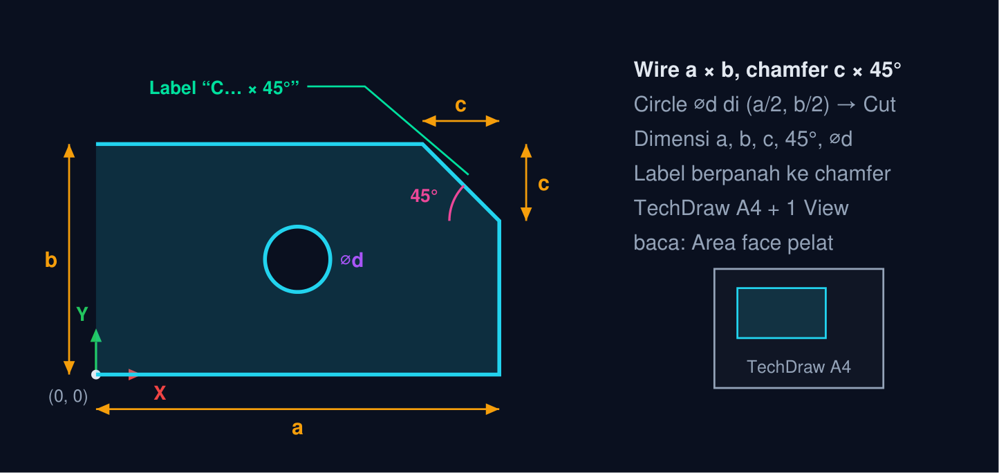 Label “C… × 45°”
c
c
45°
b
⌀d
Y
(0, 0)
X
a
Wire a × b, chamfer c × 45°
Circle ⌀d di (a/2, b/2) → Cut
Dimensi a, b, c, 45°, ⌀d
Label berpanah ke chamfer
TechDraw A4 + 1 View
baca: Area face pelat
TechDraw A4